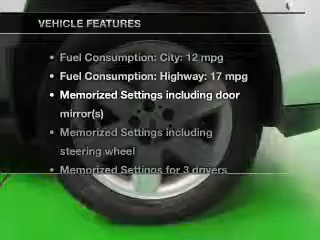 VEHICLE FEATURES
• Fuel Consumption: City: 12 mpg
• Fuel Consumption: Highway: 17 mpg
• Memorized Settings including door
mirror(s)
• Memorized Settings including
steering wheel
• Memorized Settings for 3 drivers